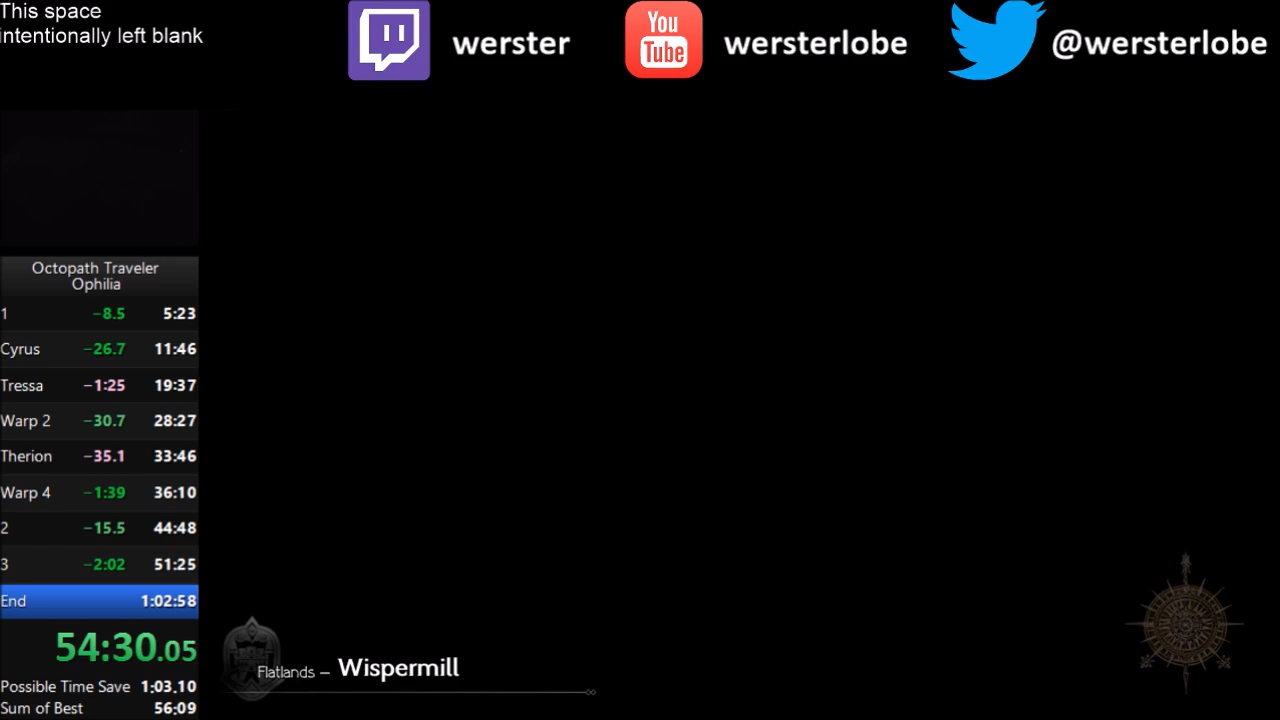 This space
intentionally left blank
werster
You
Tube
wersterlobe
@wersterlobe
Octopath Traveler
Ophilia
1 −8.5 5:23
Cyrus −26.7 11:46
Tressa −1:25 19:37
Warp 2 −30.7 28:27
Therion −35.1 33:46
Warp 4 −1:39 36:10
2 −15.5 44:48
3 −2:02 51:25
End 1:02:58
54:30.05
Possible Time Save 1:03.10
Sum of Best 56:09
Flatlands – Wispermill